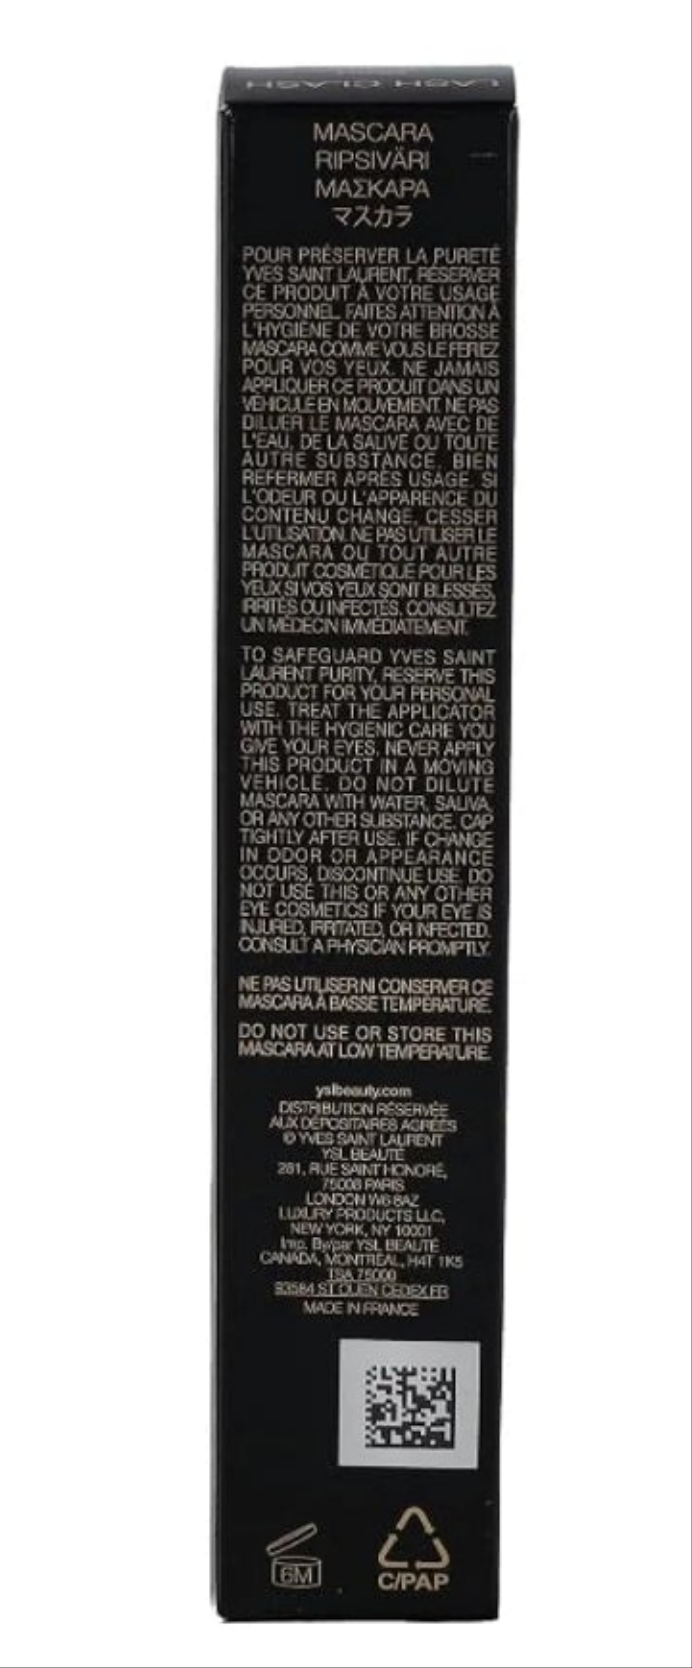 LASH CLASH
MASCARA
RIPSIVÄRI
ΜΑΣΚΑΡΑ
マスカラ
POUR PRÉSERVER LA PURETÉ
YVES SAINT LAURENT, RÉSERVER
CE PRODUIT À VOTRE USAGE
PERSONNEL. FAITES ATTENTION À
L'HYGIÈNE DE VOTRE BROSSE
MASCARA COMME VOUS LE FERIEZ
POUR VOS YEUX. NE JAMAIS
APPLIQUER CE PRODUIT DANS UN
VÉHICULE EN MOUVEMENT. NE PAS
DILUER LE MASCARA AVEC DE
L'EAU, DE LA SALIVE OU TOUTE
AUTRE SUBSTANCE. BIEN
REFERMER APRÈS USAGE. SI
L'ODEUR OU L'APPARENCE DU
CONTENU CHANGE, CESSER
L'UTILISATION. NE PAS UTILISER LE
MASCARA OU TOUT AUTRE
PRODUIT COSMÉTIQUE POUR LES
YEUX SI VOS YEUX SONT BLESSÉS,
IRRITÉS OU INFECTÉS. CONSULTEZ
UN MÉDECIN IMMÉDIATEMENT.
TO SAFEGUARD YVES SAINT
LAURENT PURITY, RESERVE THIS
PRODUCT FOR YOUR PERSONAL
USE. TREAT THE APPLICATOR
WITH THE HYGIENIC CARE YOU
GIVE YOUR EYES. NEVER APPLY
THIS PRODUCT IN A MOVING
VEHICLE. DO NOT DILUTE
MASCARA WITH WATER, SALIVA,
OR ANY OTHER SUBSTANCE. CAP
TIGHTLY AFTER USE. IF CHANGE
IN ODOR OR APPEARANCE
OCCURS, DISCONTINUE USE. DO
NOT USE THIS OR ANY OTHER
EYE COSMETICS IF YOUR EYE IS
INJURED, IRRITATED, OR INFECTED.
CONSULT A PHYSICIAN PROMPTLY.
NE PAS UTILISER NI CONSERVER CE
MASCARA À BASSE TEMPÉRATURE.
DO NOT USE OR STORE THIS
MASCARA AT LOW TEMPERATURE.
yslbeauty.com
DISTRIBUTION RÉSERVÉE
AUX DÉPOSITAIRES AGRÉÉS
© YVES SAINT LAURENT
YSL BEAUTÉ
281, RUE SAINT HONORÉ,
75008 PARIS
LONDON W6 8AZ
LUXURY PRODUCTS LLC,
NEW YORK, NY 10001
Imp. By/par YSL BEAUTÉ
CANADA, MONTRÉAL, H4T 1K5
TSA 75000
93584 ST OUEN CEDEX FR
MADE IN FRANCE
6M
C/PAP